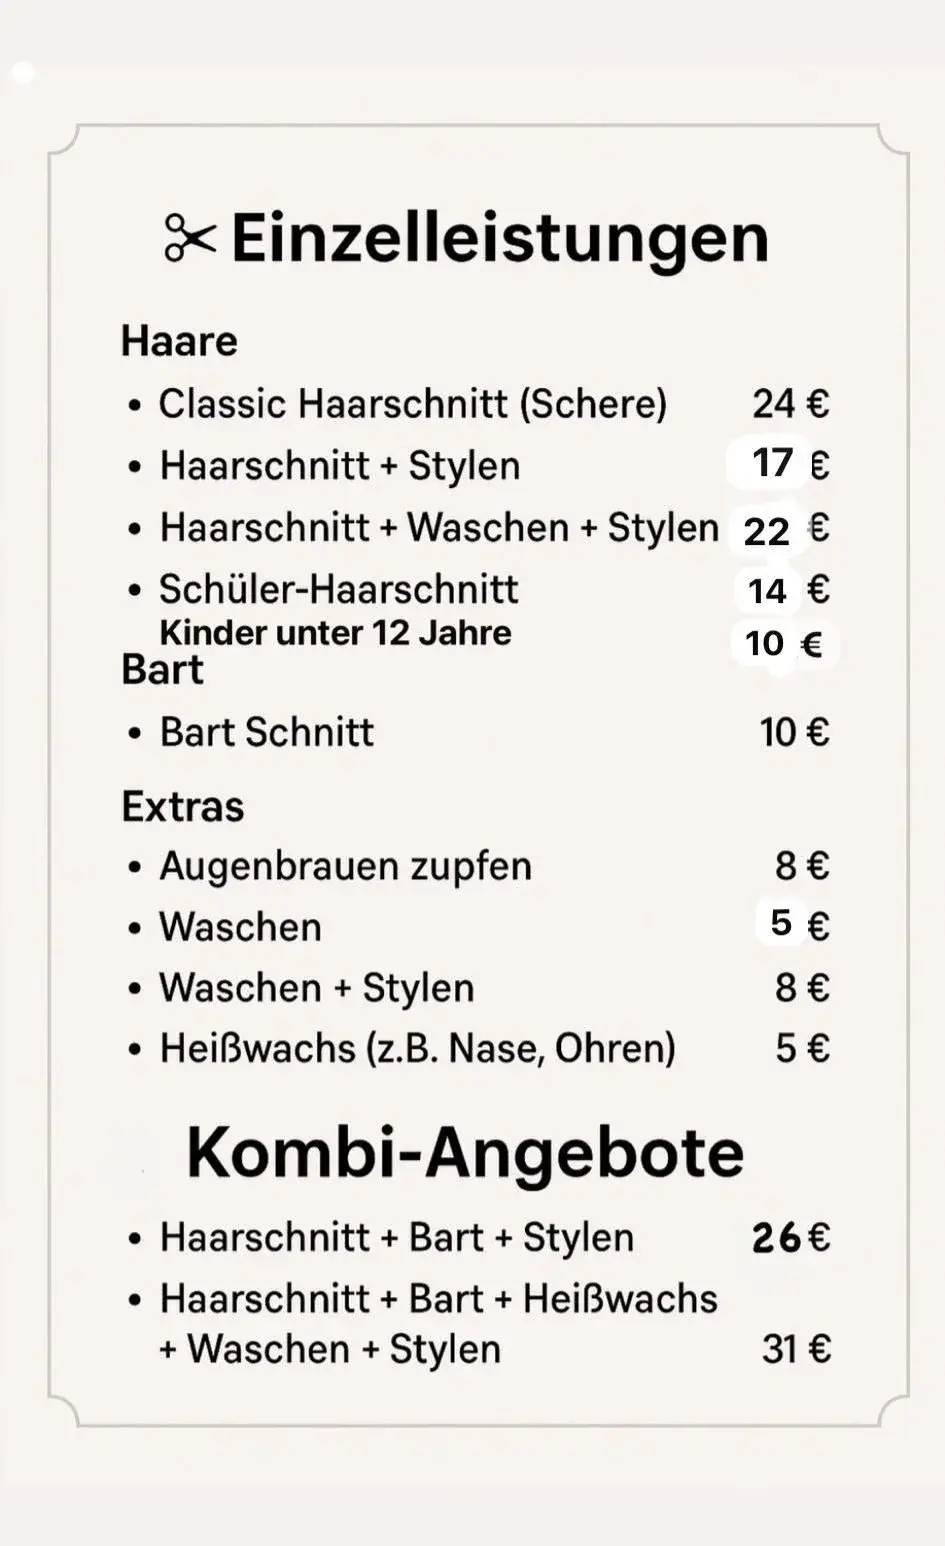 Einzelleistungen
Haare
• Classic Haarschnitt (Schere) 24 €
• Haarschnitt + Stylen 17 €
• Haarschnitt + Waschen + Stylen 22 €
• Schüler-Haarschnitt 14 €
Kinder unter 12 Jahre 10 €
Bart
• Bart Schnitt 10 €
Extras
• Augenbrauen zupfen 8 €
• Waschen 5 €
• Waschen + Stylen 8 €
• Heißwachs (z.B. Nase, Ohren) 5 €
Kombi-Angebote
• Haarschnitt + Bart + Stylen 26 €
• Haarschnitt + Bart + Heißwachs
+ Waschen + Stylen 31 €